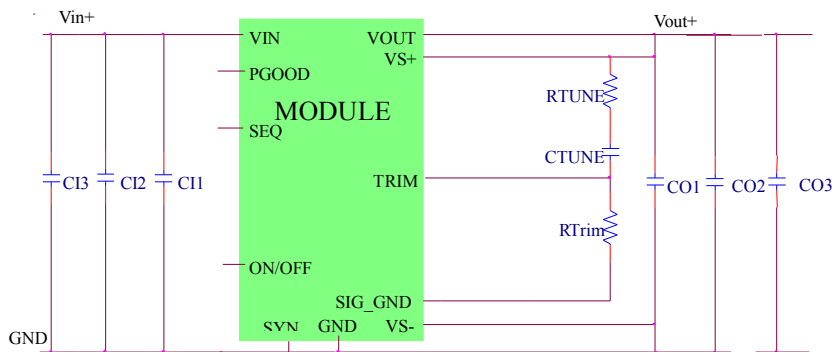 Vin+
Vout+
VIN
VOUT
VS+
PGOOD
RTUNE
MODULE
SEQ
CTUNE
TRIM
CI3
CI2
CI1
CO1
CO2
CO3
RTrim
ON/OFF
SIG_GND
SYN
GND
VS-
GND